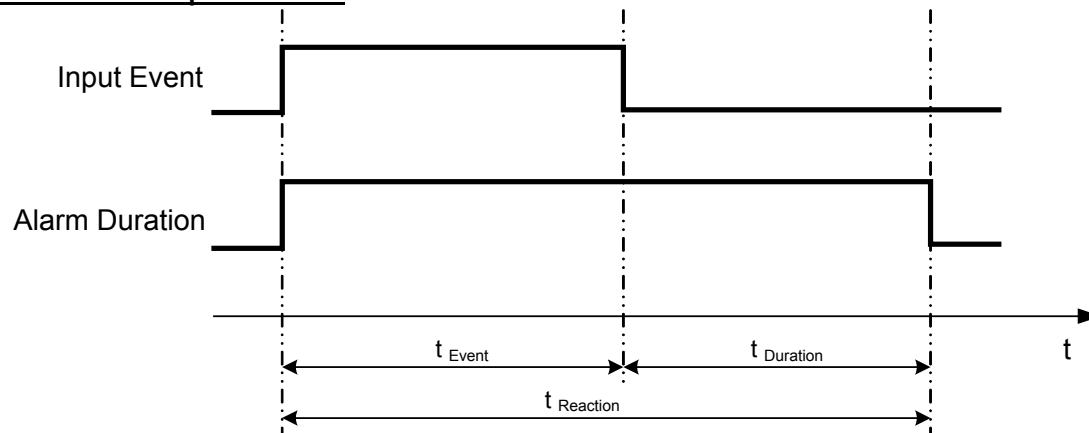 Input Event
Alarm Duration
t
t Event
t Duration
t Reaction